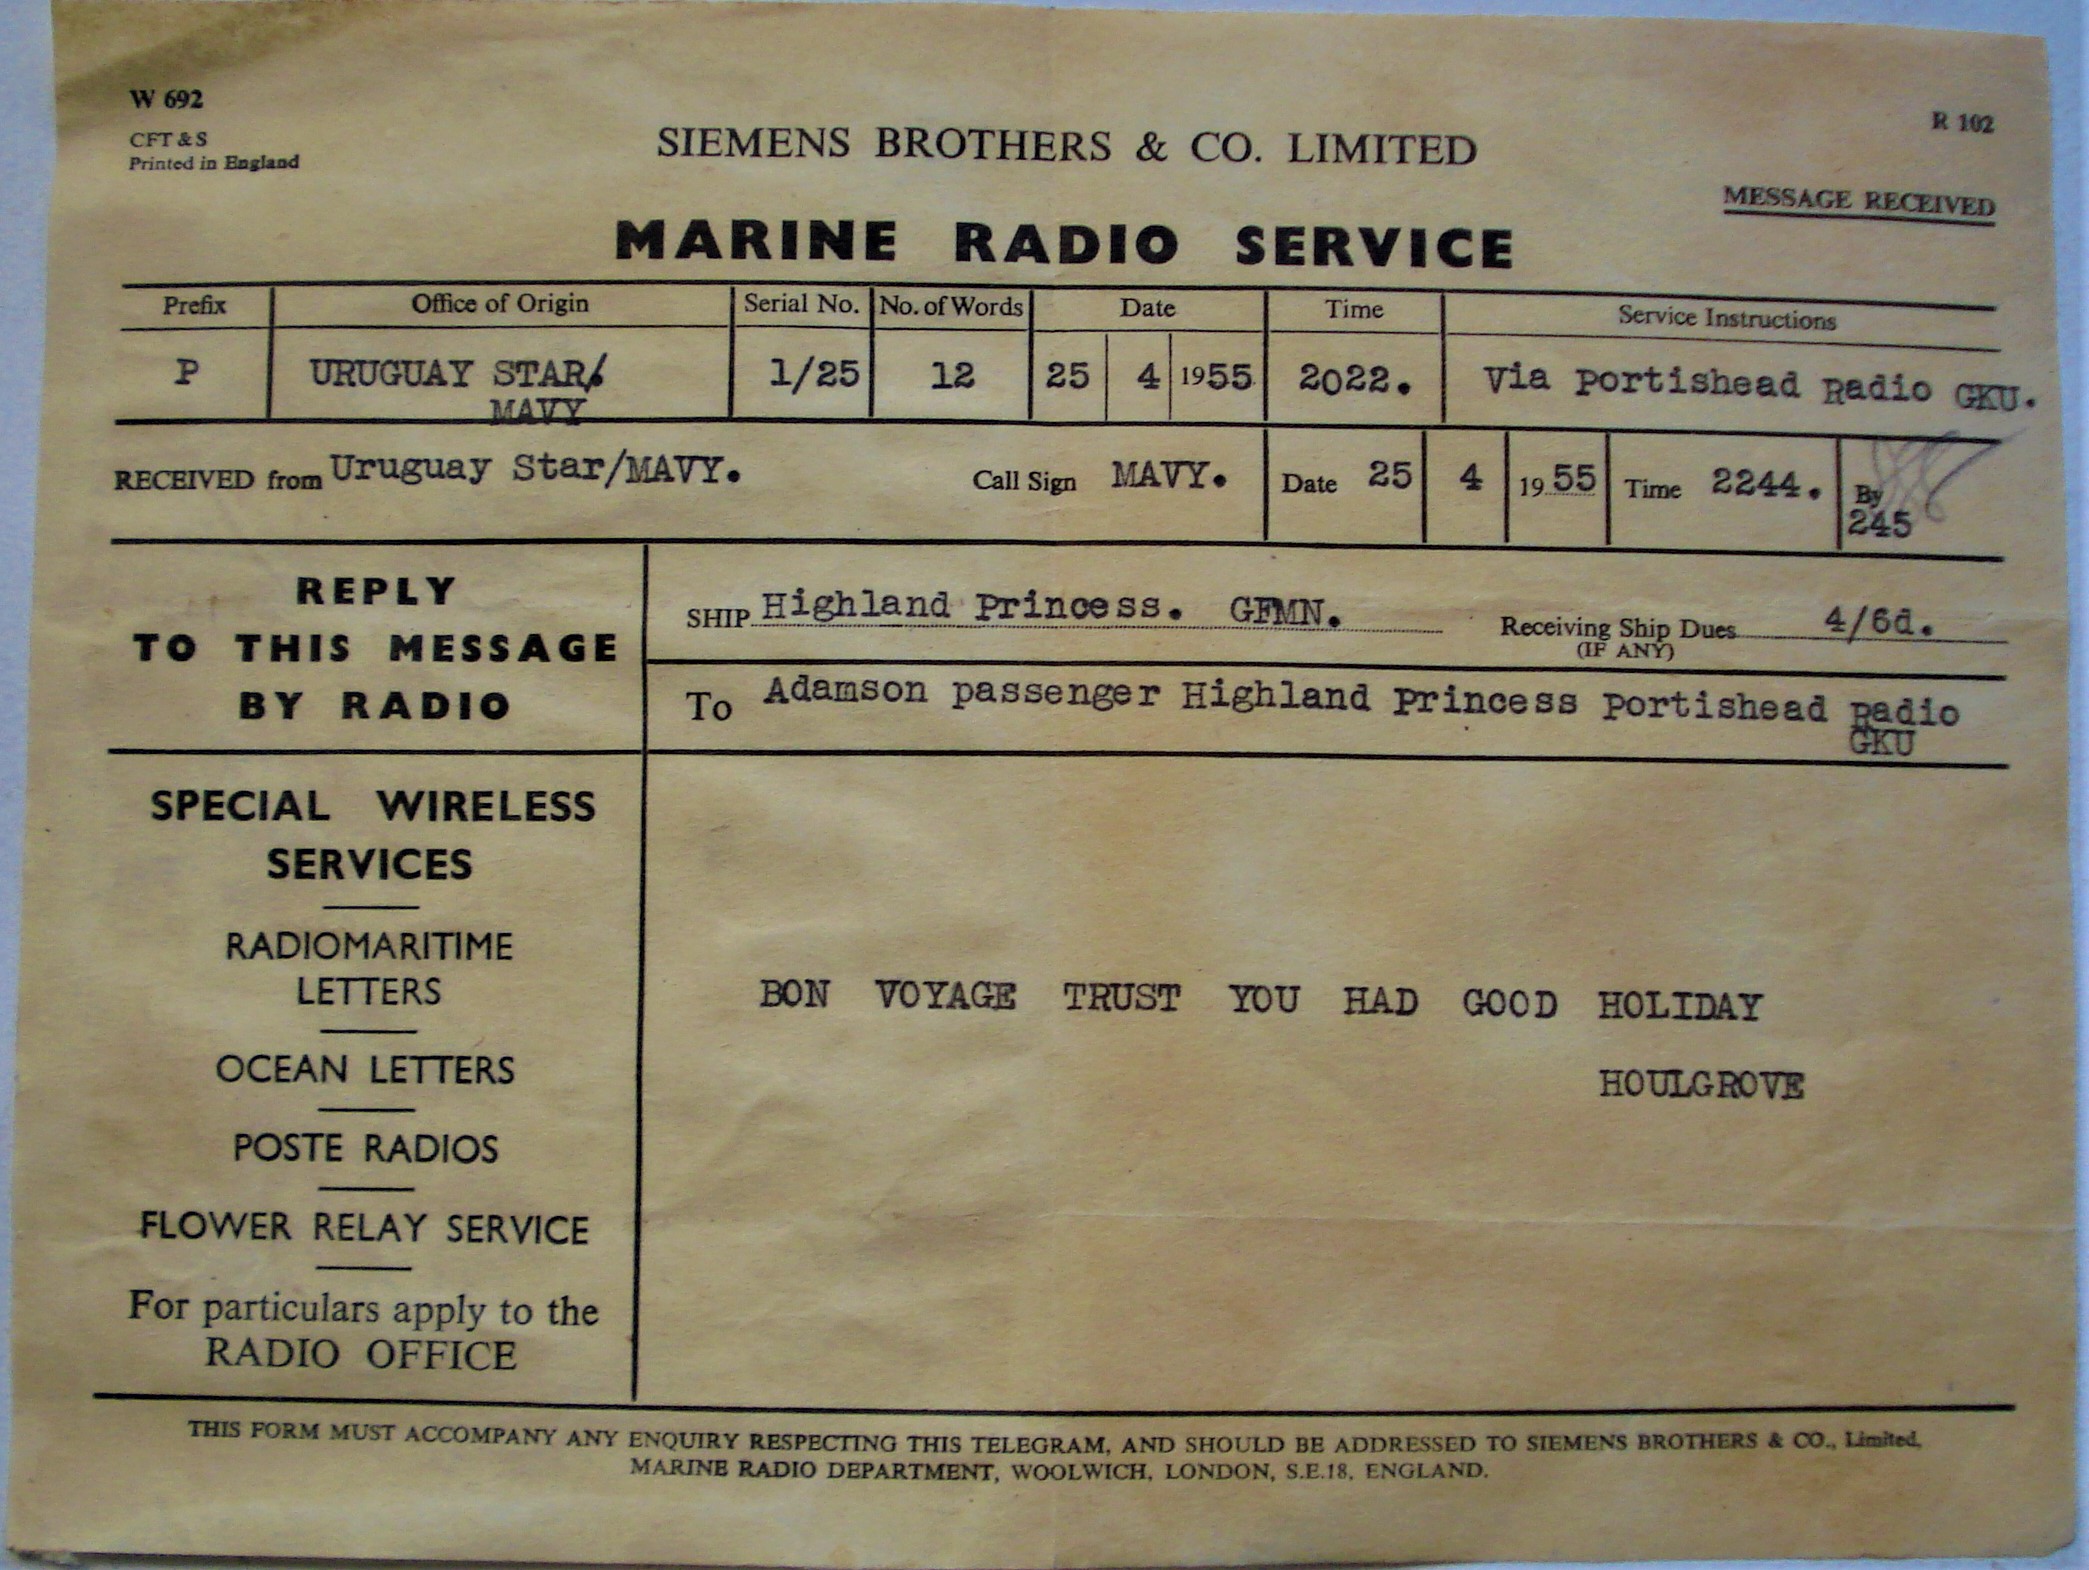 W 692
CFT & S
Printed in England
R 102
SIEMENS BROTHERS & CO. LIMITED
MESSAGE RECEIVED
MARINE RADIO SERVICE
Prefix Office of Origin Serial No. No. of Words Date Time Service Instructions
P URUGUAY STAR/ 1/25 12 25 4 1955 2022. Via Portishead Radio GKU.
MAVY
RECEIVED from Uruguay Star/MAVY. Call Sign MAVY. Date 25 4 1955 Time 2244. By
245
REPLY
TO THIS MESSAGE
BY RADIO
SHIP Highland Princess. GFMN. Receiving Ship Dues 4/6d.
(IF ANY)
To Adamson passenger Highland Princess Portishead Radio
GKU
SPECIAL WIRELESS
SERVICES
RADIOMARITIME
LETTERS
OCEAN LETTERS
POSTE RADIOS
FLOWER RELAY SERVICE
For particulars apply to the
RADIO OFFICE
BON VOYAGE TRUST YOU HAD GOOD HOLIDAY
HOULGROVE
THIS FORM MUST ACCOMPANY ANY ENQUIRY RESPECTING THIS TELEGRAM, AND SHOULD BE ADDRESSED TO SIEMENS BROTHERS & CO., Limited,
MARINE RADIO DEPARTMENT, WOOLWICH, LONDON, S.E.18, ENGLAND.